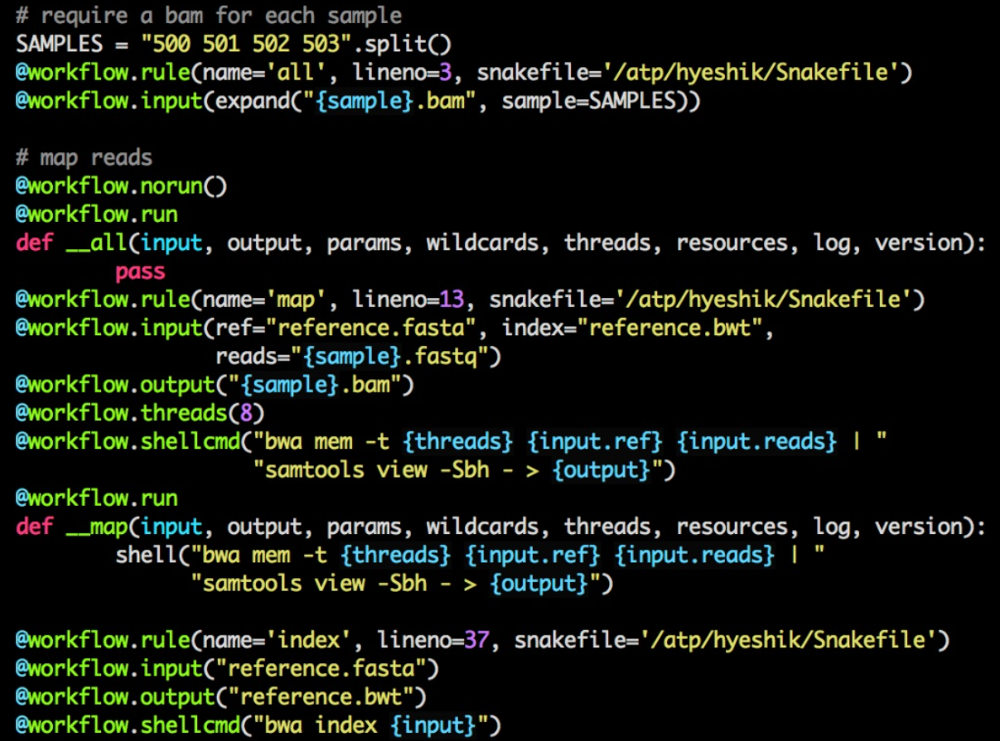 # require a bam for each sample
SAMPLES = "500 501 502 503".split()
@workflow.rule(name='all', lineno=3, snakefile='/atp/hyeshik/Snakefile')
@workflow.input(expand("{sample}.bam", sample=SAMPLES))

# map reads
@workflow.norun()
@workflow.run
def __all(input, output, params, wildcards, threads, resources, log, version):
        pass
@workflow.rule(name='map', lineno=13, snakefile='/atp/hyeshik/Snakefile')
@workflow.input(ref="reference.fasta", index="reference.bwt",
                reads="{sample}.fastq")
@workflow.output("{sample}.bam")
@workflow.threads(8)
@workflow.shellcmd("bwa mem -t {threads} {input.ref} {input.reads} | "
                   "samtools view -Sbh - > {output}")
@workflow.run
def __map(input, output, params, wildcards, threads, resources, log, version):
        shell("bwa mem -t {threads} {input.ref} {input.reads} | "
              "samtools view -Sbh - > {output}")

@workflow.rule(name='index', lineno=37, snakefile='/atp/hyeshik/Snakefile')
@workflow.input("reference.fasta")
@workflow.output("reference.bwt")
@workflow.shellcmd("bwa index {input}")